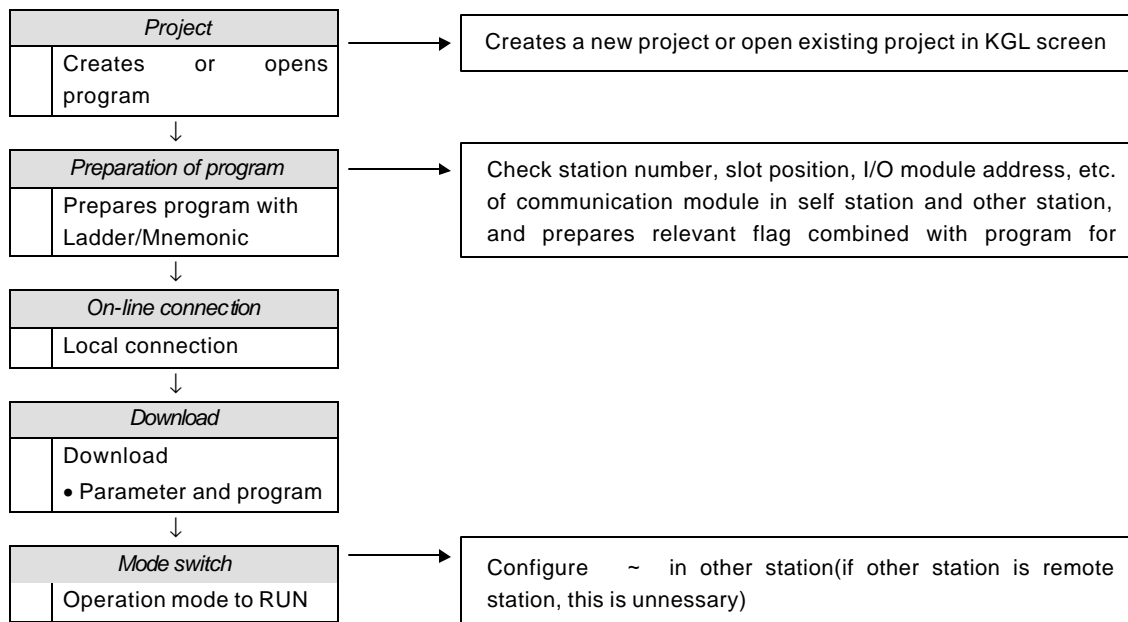 Project
Creates a new project or open existing project in KGL screen
Creates or opens
program
↓
Preparation of program
Check station number, slot position, I/O module address, etc.
of communication module in self station and other station,
and prepares relevant flag combined with program for
Prepares program with
Ladder/Mnemonic
↓
On-line connection
Local connection
↓
Download
Download
• Parameter and program
↓
Mode switch
Configure ~ in other station(if other station is remote
station, this is unnessary)
Operation mode to RUN